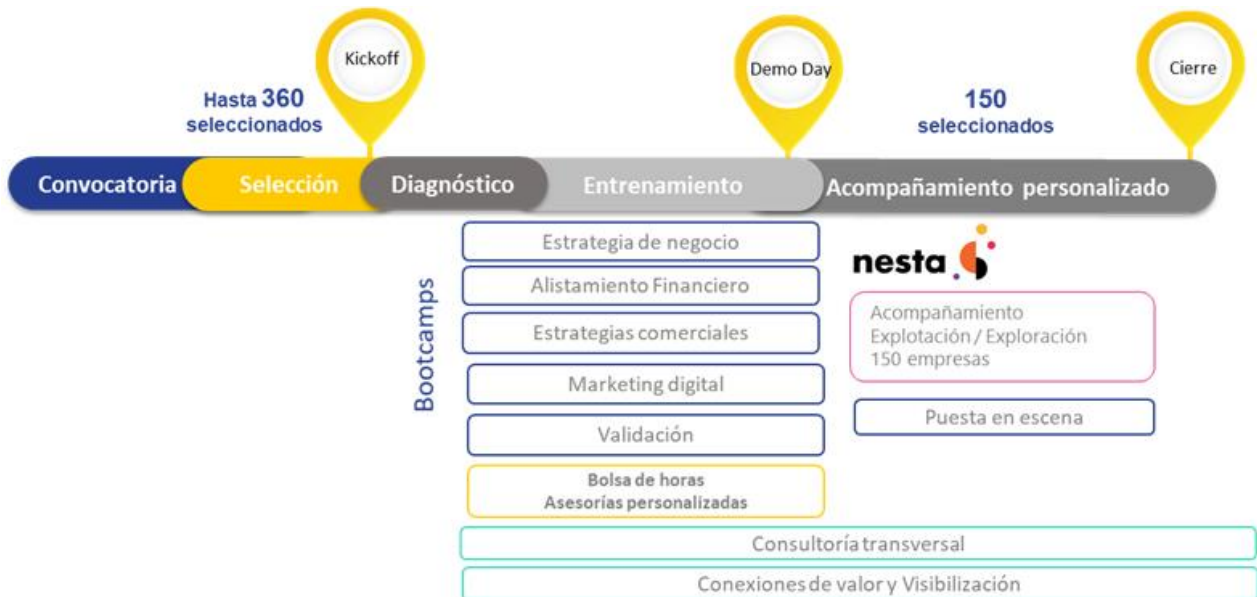 Kickoff
Demo Day
Cierre
Hasta 360
seleccionados
150
seleccionados
Convocatoria
Selección
Diagnóstico
Entrenamiento
Acompañamiento personalizado
Bootcamps
Estrategia de negocio
Alistamiento Financiero
Estrategias comerciales
Marketing digital
Validación
Bolsa de horas
Asesorías personalizadas
nesta
Acompañamiento
Explotación / Exploración
150 empresas
Puesta en escena
Consultoría transversal
Conexiones de valor y Visibilización